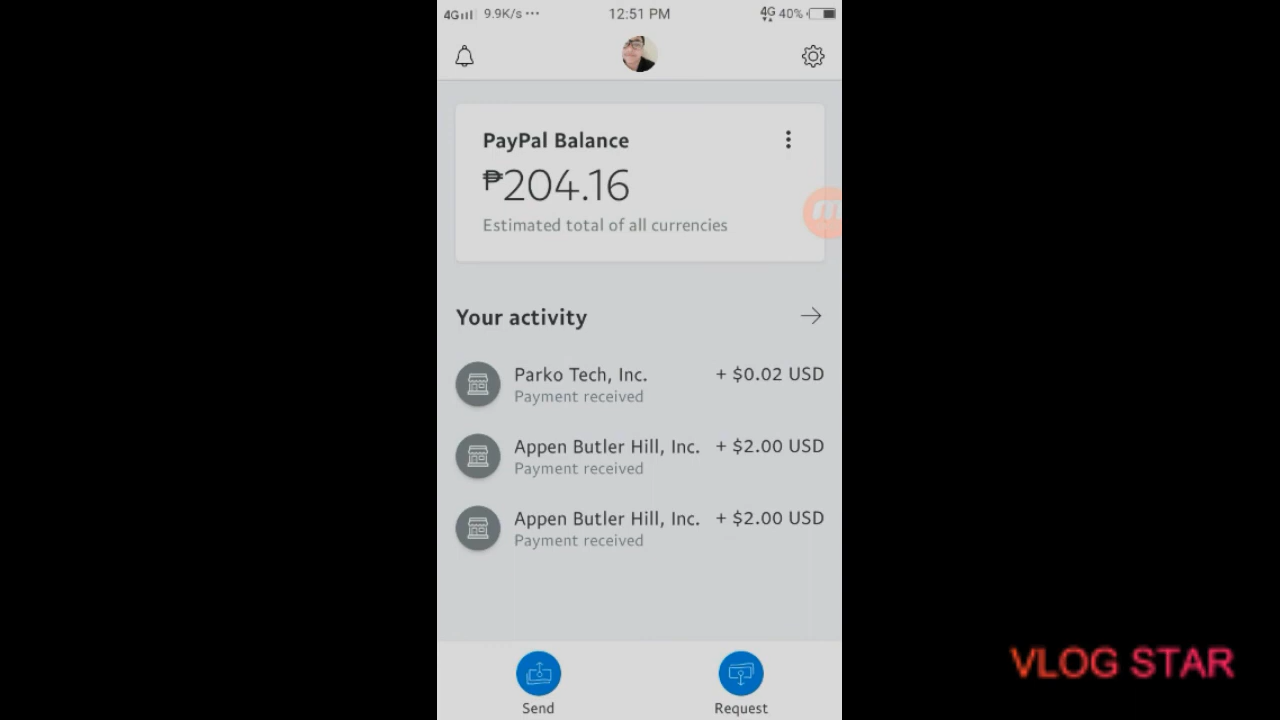 4G 9.9K/s ··· 12:51 PM 4G 40%
PayPal Balance
₱204.16
Estimated total of all currencies
Your activity
Parko Tech, Inc. + $0.02 USD
Payment received
Appen Butler Hill, Inc. + $2.00 USD
Payment received
Appen Butler Hill, Inc. + $2.00 USD
Payment received
Send Request
VLOG STAR